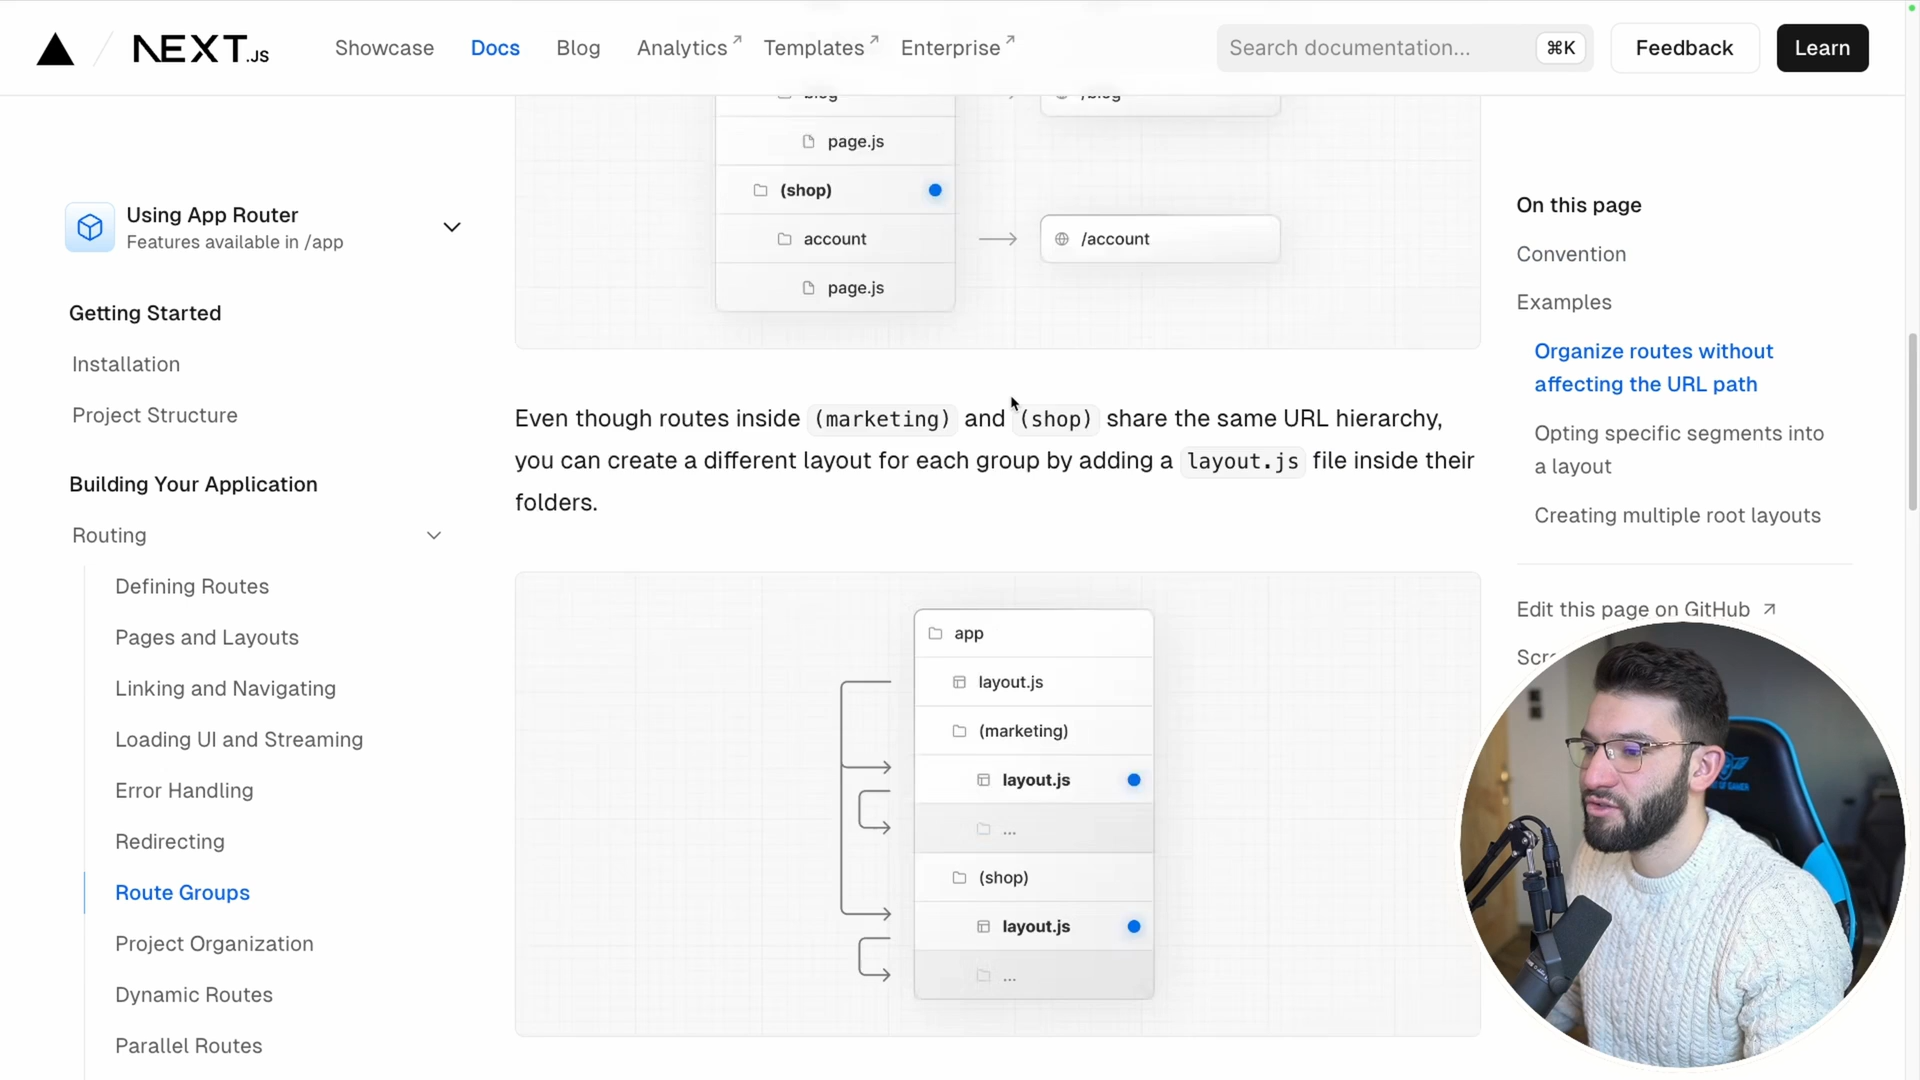 NEXT.JS
Showcase
Docs
Blog
Analytics
Templates
Enterprise
Search documentation...
⌘K
Feedback
Learn
Using App Router
Features available in /app
Getting Started
Installation
Project Structure
Building Your Application
Routing
Defining Routes
Pages and Layouts
Linking and Navigating
Loading UI and Streaming
Error Handling
Redirecting
Route Groups
Project Organization
Dynamic Routes
Parallel Routes
blog
/blog
page.js
(shop)
account
/account
page.js
Even though routes inside (marketing) and (shop) share the same URL hierarchy,
you can create a different layout for each group by adding a layout.js file inside their
folders.
app
layout.js
(marketing)
layout.js
...
(shop)
layout.js
...
On this page
Convention
Examples
Organize routes without
affecting the URL path
Opting specific segments into
a layout
Creating multiple root layouts
Edit this page on GitHub